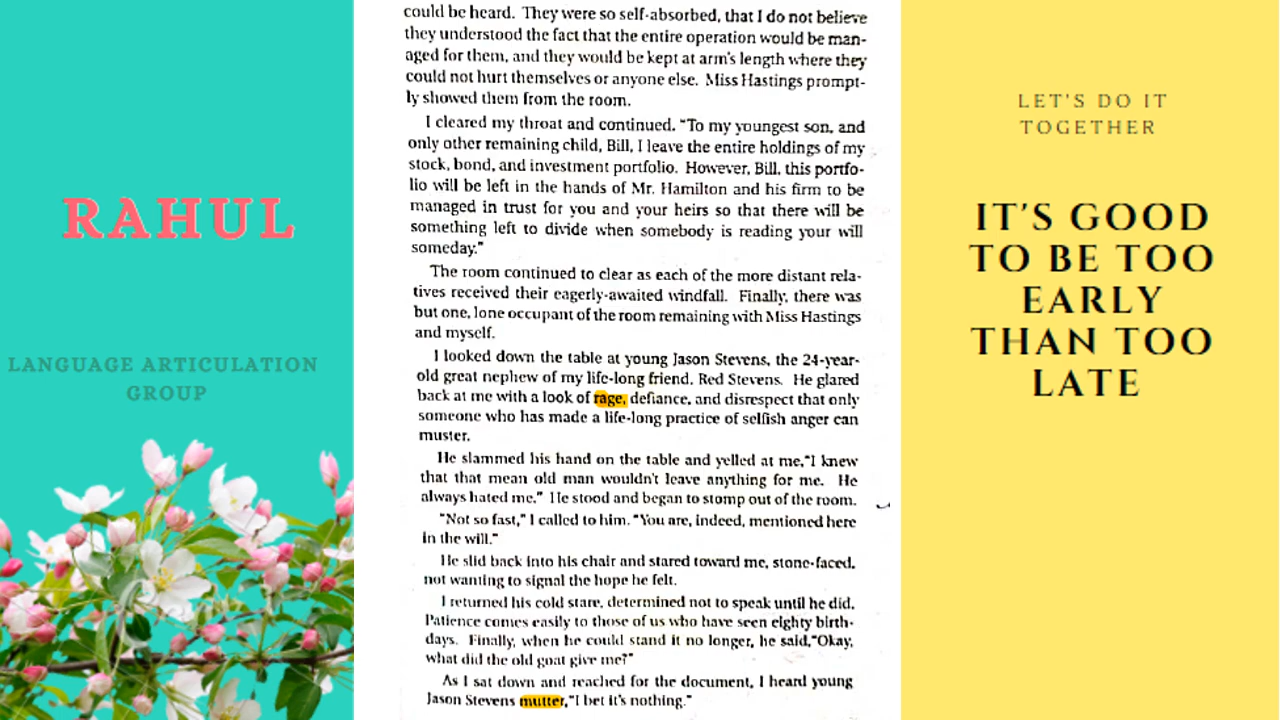 RAHUL
LANGUAGE ARTICULATION
GROUP
could be heard. They were so self-absorbed, that I do not believe
they understood the fact that the entire operation would be man-
aged for them, and they would be kept at arm's length where they
could not hurt themselves or anyone else. Miss Hastings prompt-
ly showed them from the room.
I cleared my throat and continued. "To my youngest son, and
only other remaining child, Bill, I leave the entire holdings of my
stock, bond, and investment portfolio. However, Bill, this portfo-
lio will be left in the hands of Mr. Hamilton and his firm to be
managed in trust for you and your heirs so that there will be
something left to divide when somebody is reading your will
someday."
The room continued to clear as each of the more distant rela-
tives received their eagerly-awaited windfall. Finally, there was
but one, lone occupant of the room remaining with Miss Hastings
and myself.
I looked down the table at young Jason Stevens, the 24-year-
old great nephew of my life-long friend, Red Stevens. He glared
back at me with a look of rage, defiance, and disrespect that only
someone who has made a life-long practice of selfish anger can
muster.
He slammed his hand on the table and yelled at me,"I knew
that that mean old man wouldn't leave anything for me. He
always hated me." He stood and began to stomp out of the room.
"Not so fast," I called to him. "You are, indeed, mentioned here
in the will."
He slid back into his chair and stared toward me, stone-faced,
not wanting to signal the hope he felt.
I returned his cold stare, determined not to speak until he did.
Patience comes easily to those of us who have seen eighty birth-
days. Finally, when he could stand it no longer, he said,"Okay,
what did the old goat give me?"
As I sat down and reached for the document, I heard young
Jason Stevens mutter,"I bet it's nothing."
LET'S DO IT
TOGETHER
IT'S GOOD
TO BE TOO
EARLY
THAN TOO
LATE